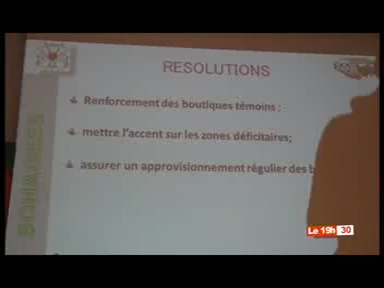 RESOLUTIONS
Renforcement des boutiques témoins ;
mettre l'accent sur les zones déficitaires;
assurer un approvisionnement régulier des b
Le 19h 30